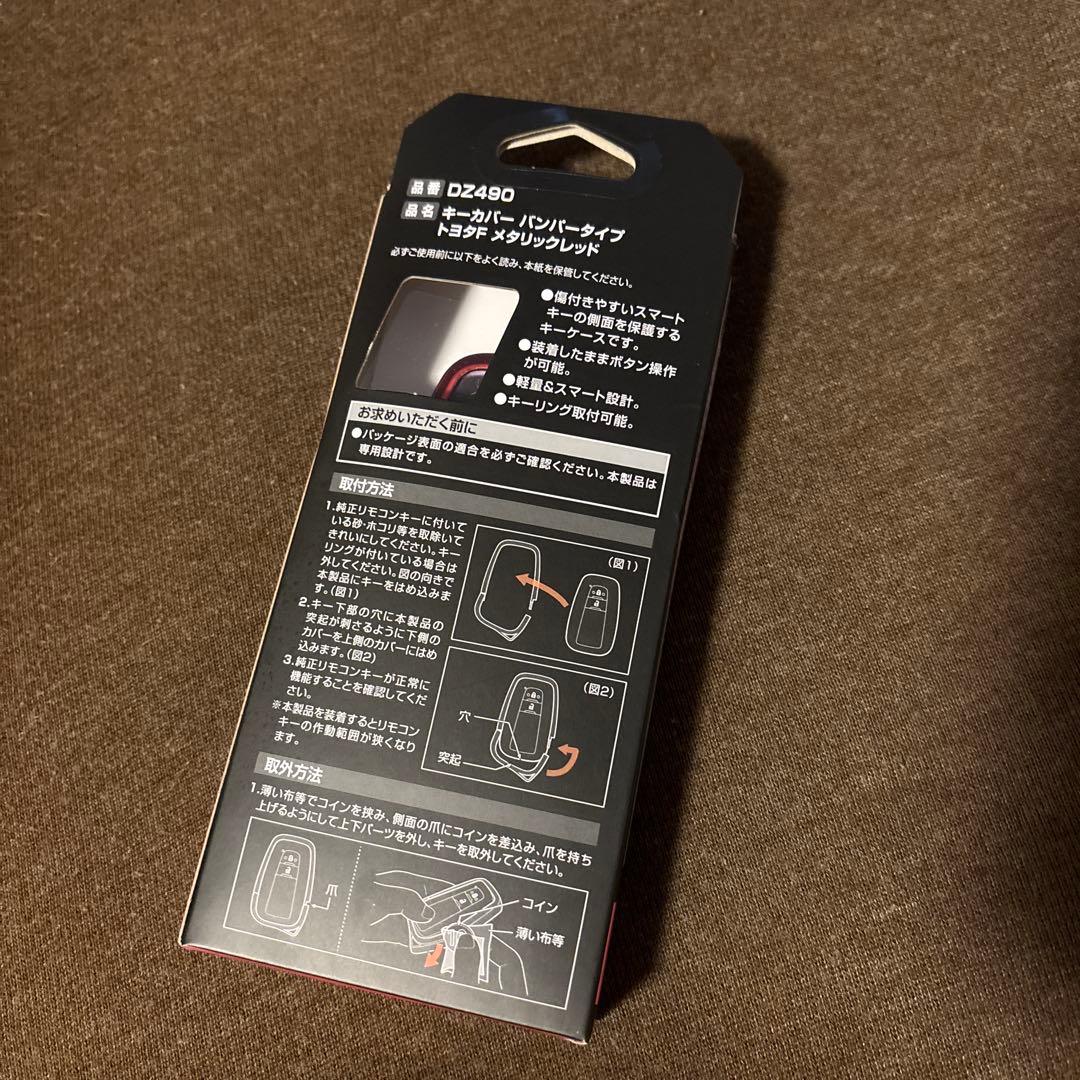 品番 DZ490
品名 キーカバー バンパータイプ
トヨタF メタリックレッド
必ずご使用前に以下をよく読み、本紙を保管してください。
●傷付きやすいスマート
キーの側面を保護する
キーケースです。
●装着したままボタン操作
が可能。
●軽量&スマート設計。
●キーリング取付可能。
お求めいただく前に
●パッケージ表面の適合を必ずご確認ください。本製品は
専用設計です。
取付方法
1.純正リモコンキーに付いて
いる砂・ホコリ等を取除いて
きれいにしてください。キー
リングが付いている場合は
外してください。図の向きで
本製品にキーをはめ込みま
す。(図1)
2.キー下部の穴に本製品の
突起が刺さるように下側の
カバーを上側のカバーにはめ
込みます。(図2)
3.純正リモコンキーが正常に
機能することを確認してくだ
さい。
※本製品を装着するとリモコン
キーの作動範囲が狭くなり
ます。
(図1)
(図2)
穴
突起
取外方法
1.薄い布等でコインを挟み、側面の爪にコインを差込み、爪を持ち
上げるようにして上下パーツを外し、キーを取外してください。
爪
コイン
薄い布等